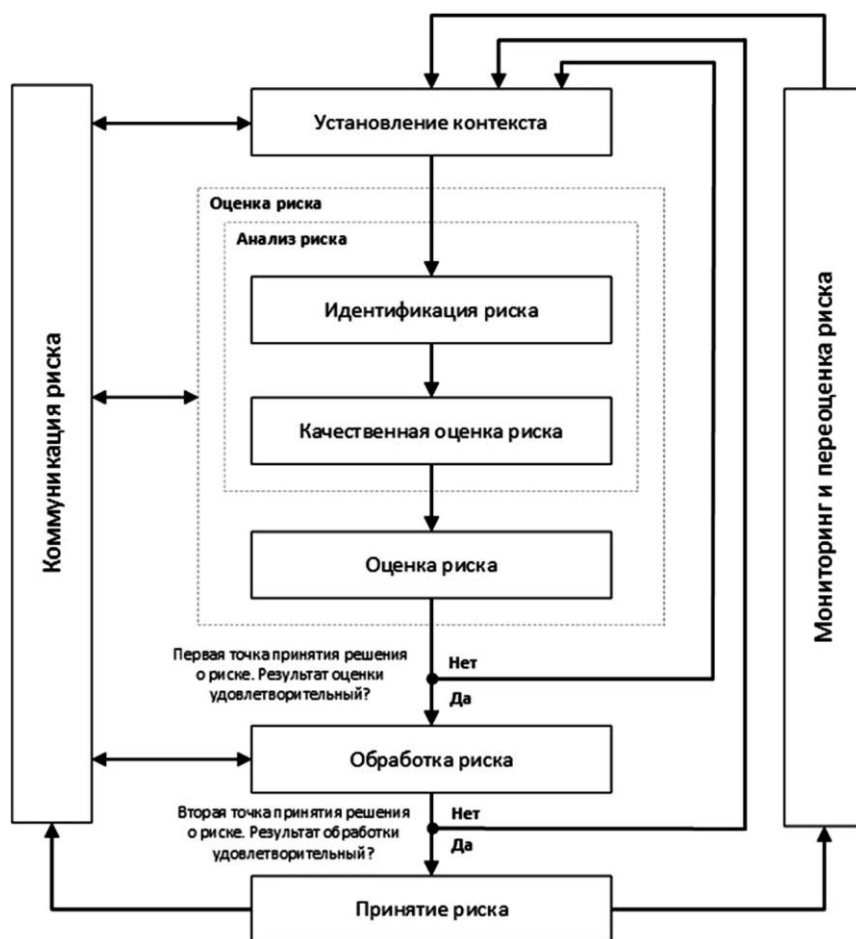 Установление контекста
Оценка риска
Анализ риска
Идентификация риска
Качественная оценка риска
Оценка риска
Первая точка принятия решения
о риске. Результат оценки
удовлетворительный?
Нет
Да
Обработка риска
Вторая точка принятия решения
о риске. Результат обработки
удовлетворительный?
Нет
Да
Принятие риска
Коммуникация риска
Мониторинг и переоценка риска